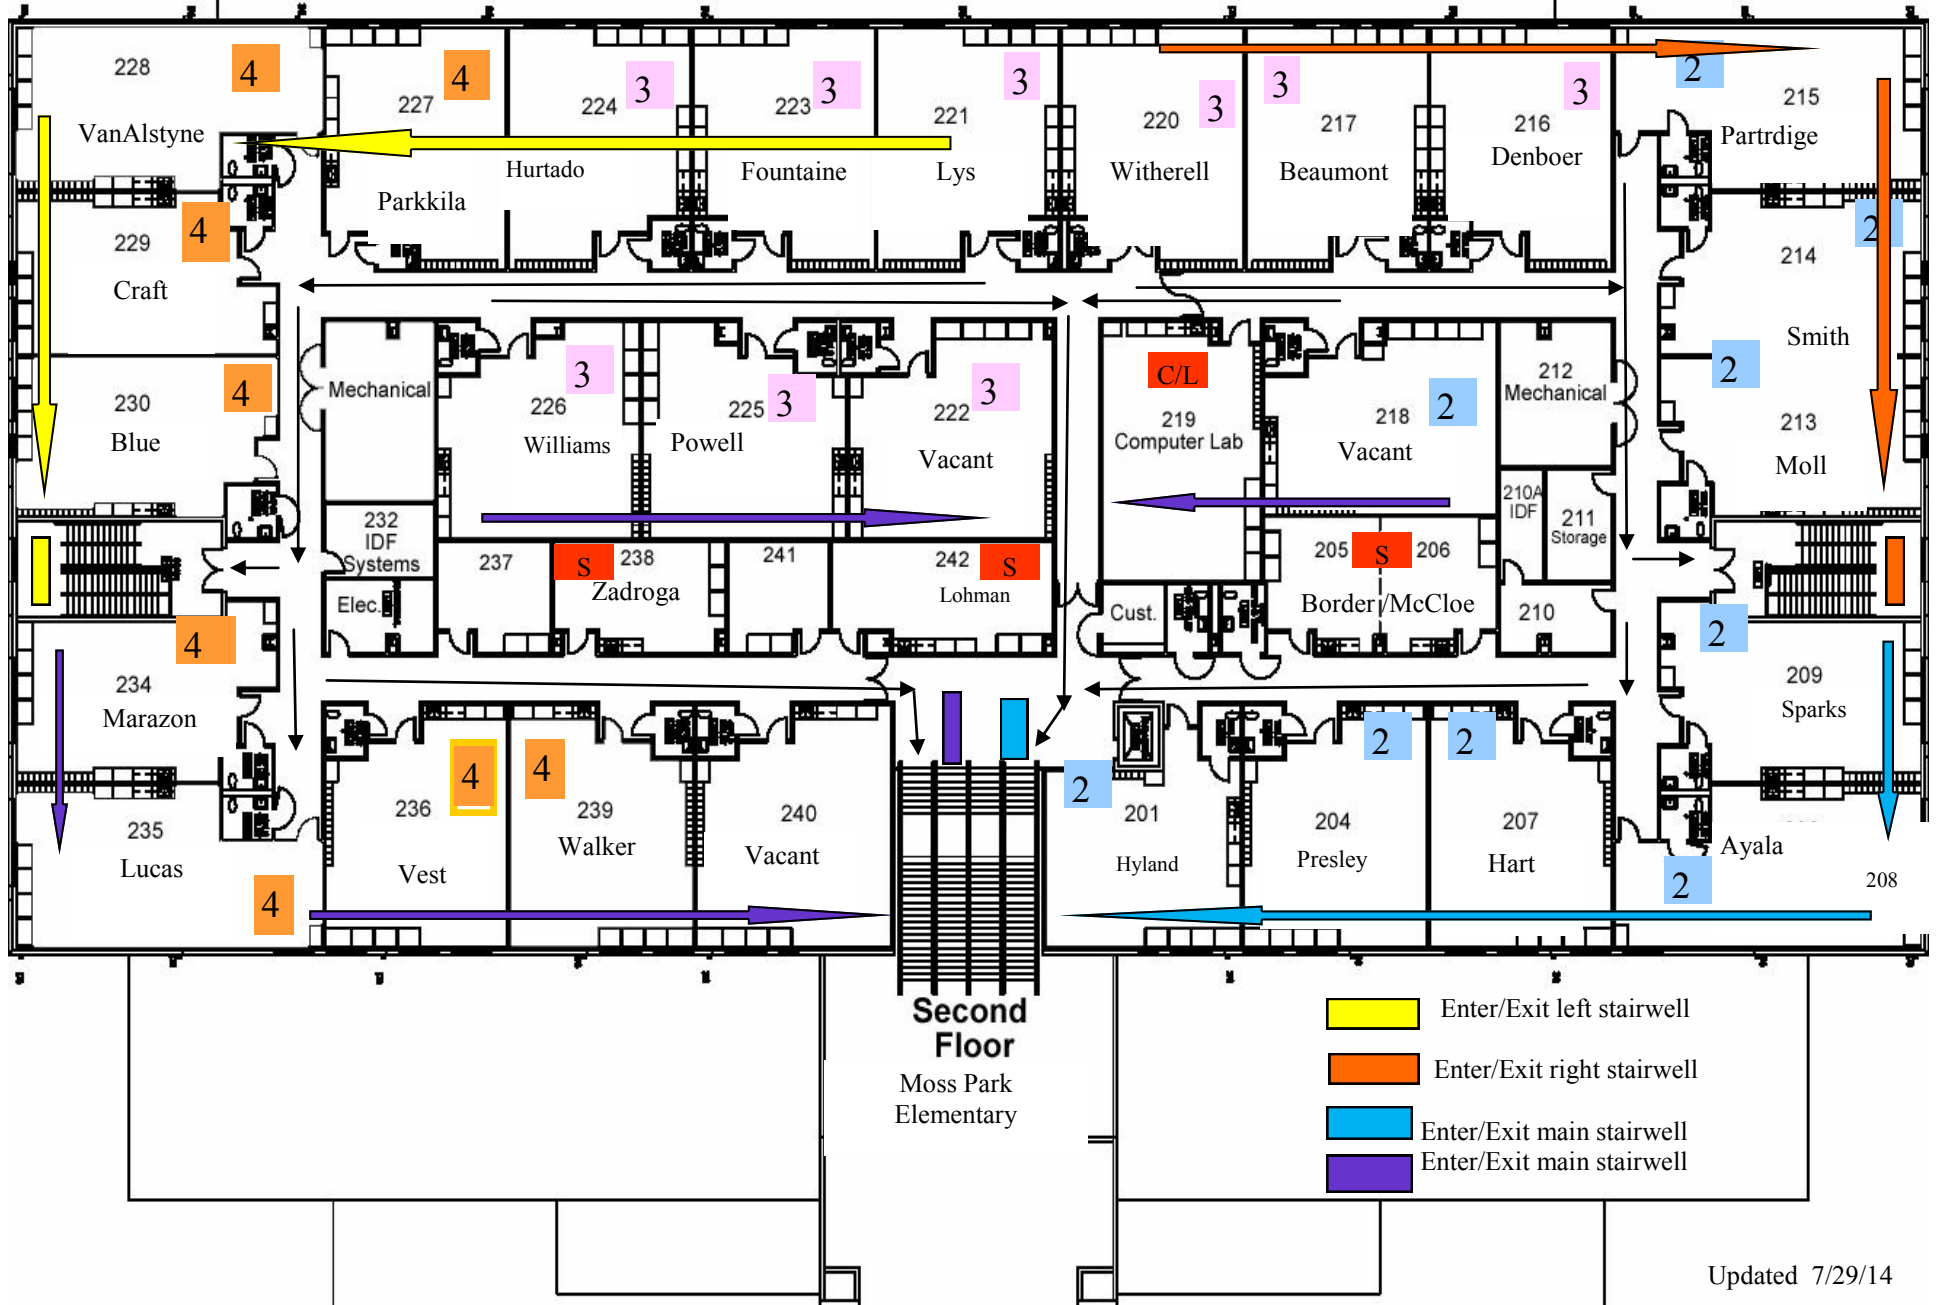 228
4
VanAlstyne
227
4
Parkkila
224
3
Hurtado
223
3
Fountaine
221
3
Lys
220
3
Witherell
217
3
Beaumont
216
3
Denboer
2
215
Partrdige
4
229
Craft
2
214
Smith
4
230
Blue
Mechanical
3
226
Williams
225
3
Powell
3
222
Vacant
C/L
219
Computer Lab
2
218
Vacant
212
Mechanical
2
213
Moll
232
IDF
Systems
Elec.
237
S
238
Zadroga
241
242
S
Lohman
Cust.
205
S
206
Border /McCloe
210A
IDF
211
Storage
210
4
234
Marazon
2
209
Sparks
235
Lucas
4
236
4
Vest
4
239
Walker
240
Vacant
2
201
Hyland
2
204
Presley
2
207
Hart
Ayala
2
208
Second
Floor
Moss Park
Elementary
Enter/Exit left stairwell
Enter/Exit right stairwell
Enter/Exit main stairwell
Enter/Exit main stairwell
Updated 7/29/14